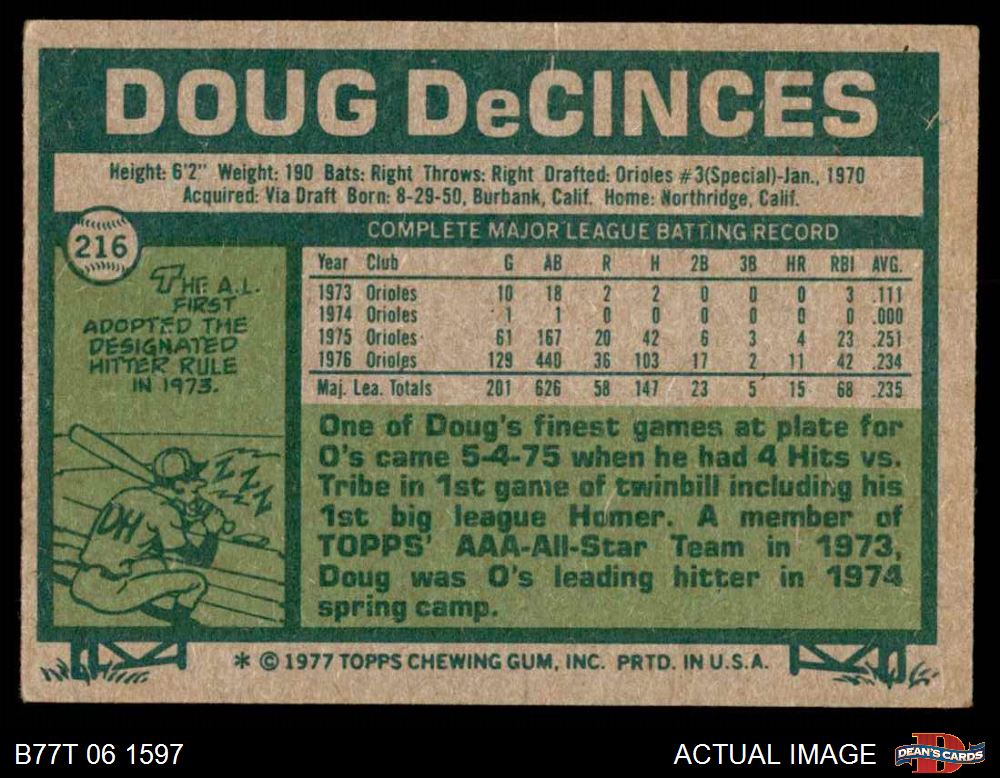 DOUG DeCINCES
Height: 6'2" Weight: 190 Bats: Right Throws: Right Drafted: Orioles #3(Special)-Jan., 1970
Acquired: Via Draft Born: 8-29-50, Burbank, Calif. Home: Northridge, Calif.
216
THE A.L.
FIRST
ADOPTED THE
DESIGNATED
HITTER RULE
IN 1973.
ZZZZ
DH
COMPLETE MAJOR LEAGUE BATTING RECORD
Year Club G AB R H 2B 3B HR RBI AVG.
1973 Orioles 10 18 2 2 0 0 0 3 .111
1974 Orioles 1 1 0 0 0 0 0 0 .000
1975 Orioles 61 167 20 42 6 3 4 23 .251
1976 Orioles 129 440 36 103 17 2 11 42 .234
Maj. Lea. Totals 201 626 58 147 23 5 15 68 .235
One of Doug's finest games at plate for
O's came 5-4-75 when he had 4 Hits vs.
Tribe in 1st game of twinbill including his
1st big league Homer. A member of
TOPPS' AAA-All-Star Team in 1973,
Doug was O's leading hitter in 1974
spring camp.
* © 1977 TOPPS CHEWING GUM, INC. PRTD. IN U.S.A.
B77T 06 1597
ACTUAL IMAGE
D
DEAN'S CARDS